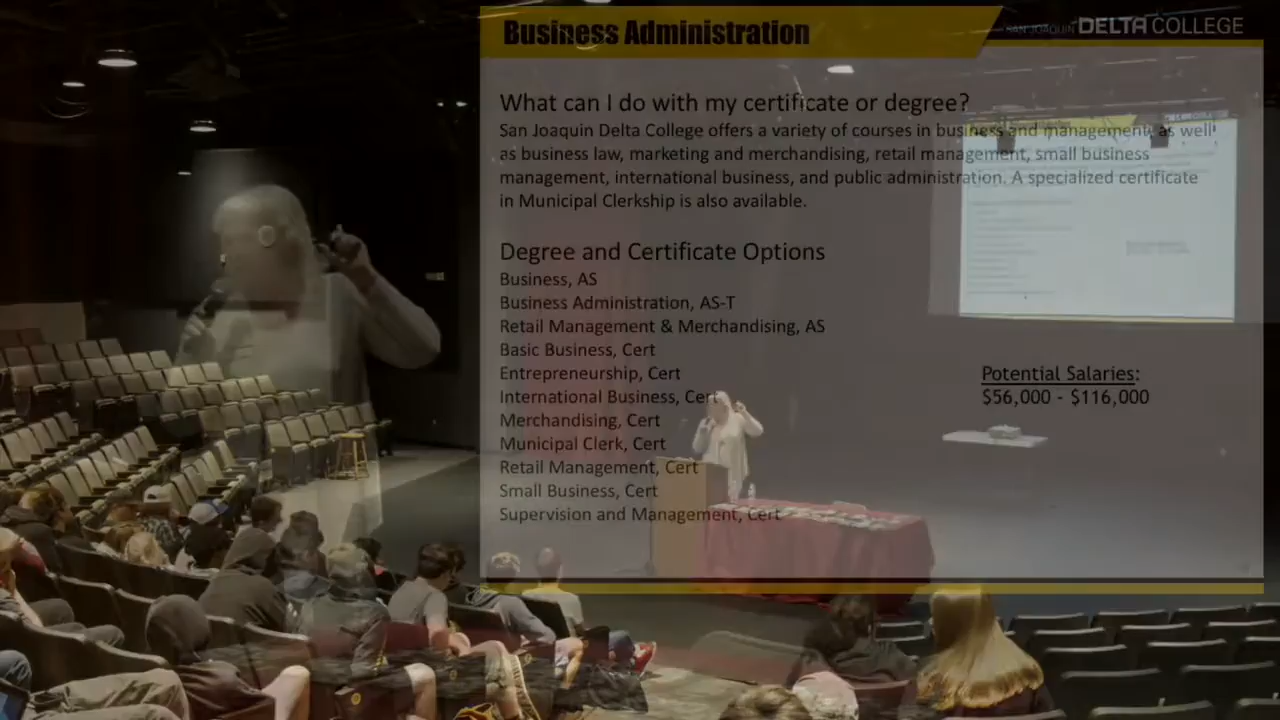 Business Administration
SAN JOAQUIN DELTA COLLEGE
What can I do with my certificate or degree?
San Joaquin Delta College offers a variety of courses in business and management, as well
as business law, marketing and merchandising, retail management, small business
management, international business, and public administration. A specialized certificate
in Municipal Clerkship is also available.
Degree and Certificate Options
Business, AS
Business Administration, AS-T
Retail Management & Merchandising, AS
Basic Business, Cert
Entrepreneurship, Cert
International Business, Cert
Merchandising, Cert
Municipal Clerk, Cert
Retail Management, Cert
Small Business, Cert
Supervision and Management, Cert
Potential Salaries:
$56,000 - $116,000